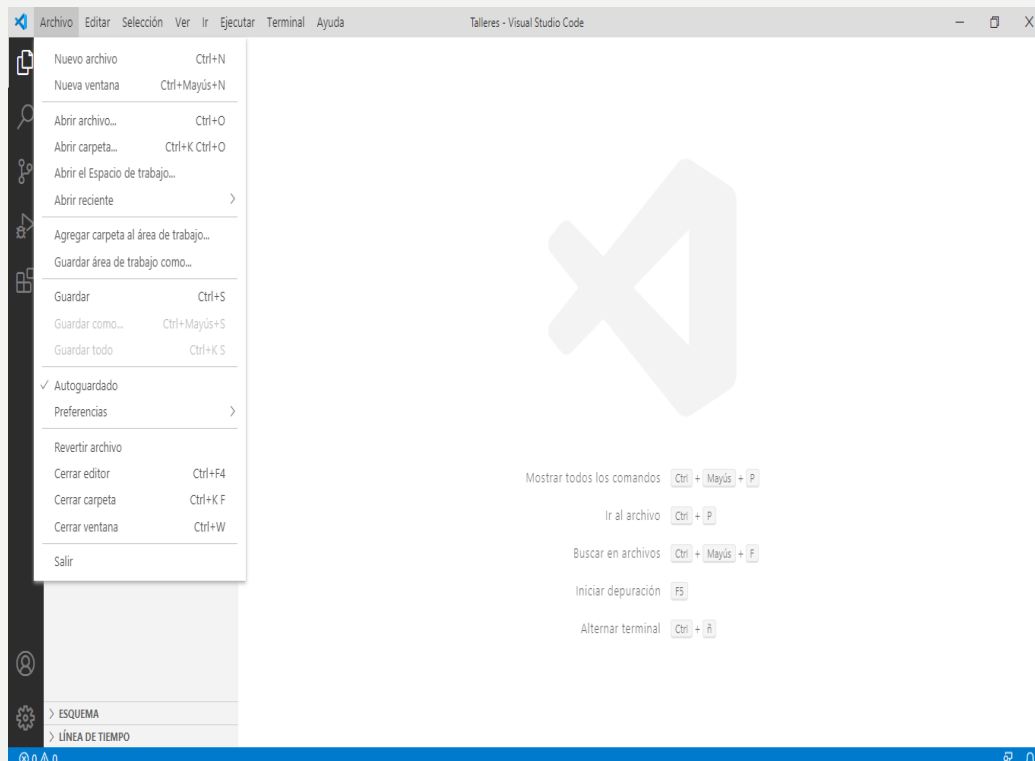 Archivo Editar Selección Ver Ir Ejecutar Terminal Ayuda Talleres - Visual Studio Code
Nuevo archivo Ctrl+N
Nueva ventana Ctrl+Mayús+N
Abrir archivo... Ctrl+O
Abrir carpeta... Ctrl+K Ctrl+O
Abrir el Espacio de trabajo...
Abrir reciente
Agregar carpeta al área de trabajo...
Guardar área de trabajo como...
Guardar Ctrl+S
Guardar como... Ctrl+Mayús+S
Guardar todo Ctrl+K S
Autoguardado
Preferencias
Revertir archivo
Cerrar editor Ctrl+F4
Cerrar carpeta Ctrl+K F
Cerrar ventana Ctrl+W
Salir
Mostrar todos los comandos Ctrl + Mayús + P
Ir al archivo Ctrl + P
Buscar en archivos Ctrl + Mayús + F
Iniciar depuración F5
Alternar terminal Ctrl + ñ
ESQUEMA
LÍNEA DE TIEMPO
0 0